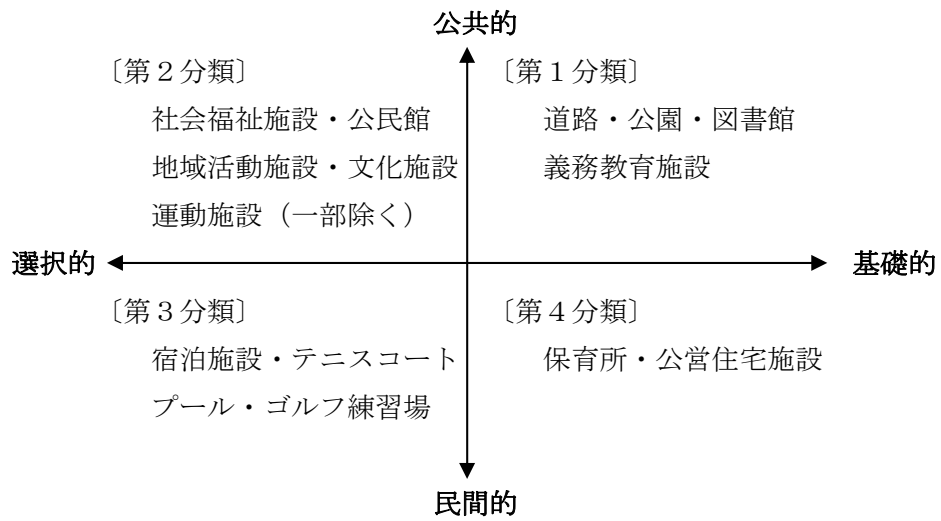 公共的
〔第２分類〕
社会福祉施設・公民館
地域活動施設・文化施設
運動施設（一部除く）
〔第１分類〕
道路・公園・図書館
義務教育施設
選択的
基礎的
〔第３分類〕
宿泊施設・テニスコート
プール・ゴルフ練習場
〔第４分類〕
保育所・公営住宅施設
民間的